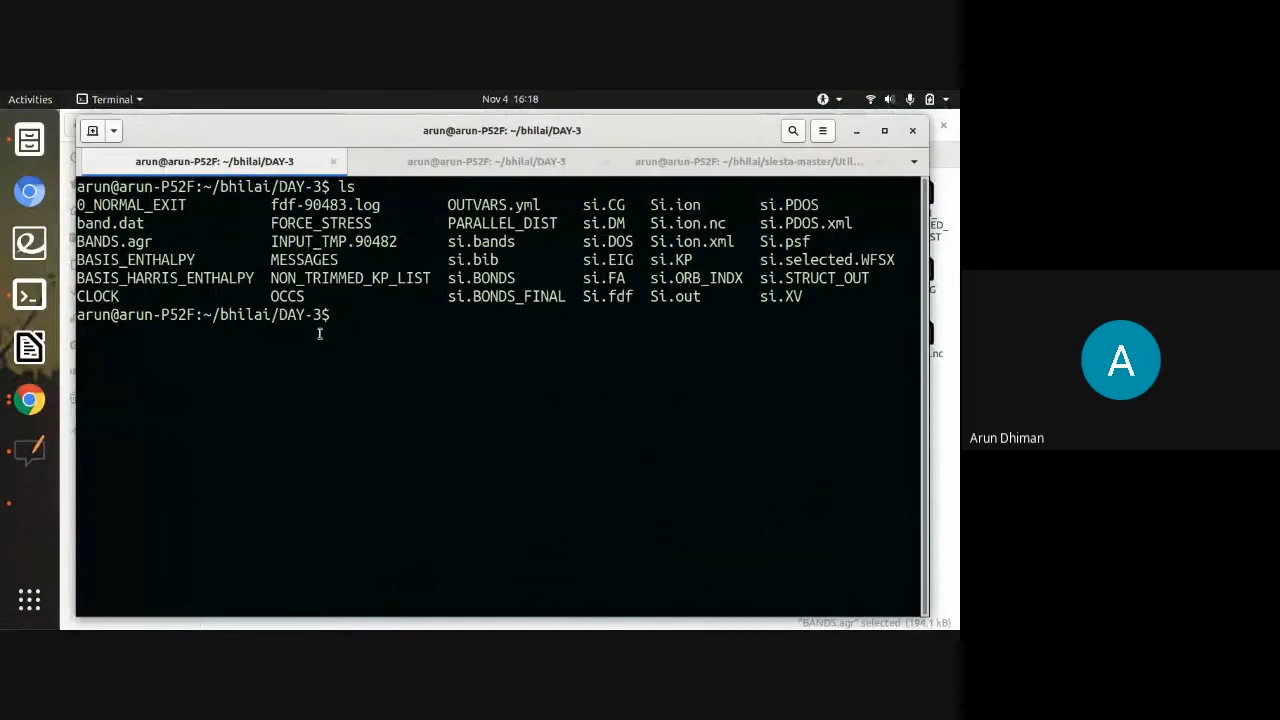 Activities Terminal Nov 4 16:18
arun@arun-P52F: ~/bhilai/DAY-3
arun@arun-P52F: ~/bhilai/DAY-3 arun@arun-P52F: ~/bhilai/DAY-3 arun@arun-P52F: ~/bhilai/siesta-master/Util...
arun@arun-P52F:~/bhilai/DAY-3$ ls
0_NORMAL_EXIT fdf-90483.log OUTVARS.yml si.CG Si.ion si.PDOS
band.dat FORCE_STRESS PARALLEL_DIST si.DM Si.ion.nc si.PDOS.xml
BANDS.agr INPUT_TMP.90482 si.bands si.DOS Si.ion.xml Si.psf
BASIS_ENTHALPY MESSAGES si.bib si.EIG si.KP si.selected.WFSX
BASIS_HARRIS_ENTHALPY NON_TRIMMED_KP_LIST si.BONDS si.FA si.ORB_INDX si.STRUCT_OUT
CLOCK OCCS si.BONDS_FINAL Si.fdf Si.out si.XV
arun@arun-P52F:~/bhilai/DAY-3$
ED_
ST
G
nc
"BANDS.agr" selected (194.1 kB)
A
Arun Dhiman